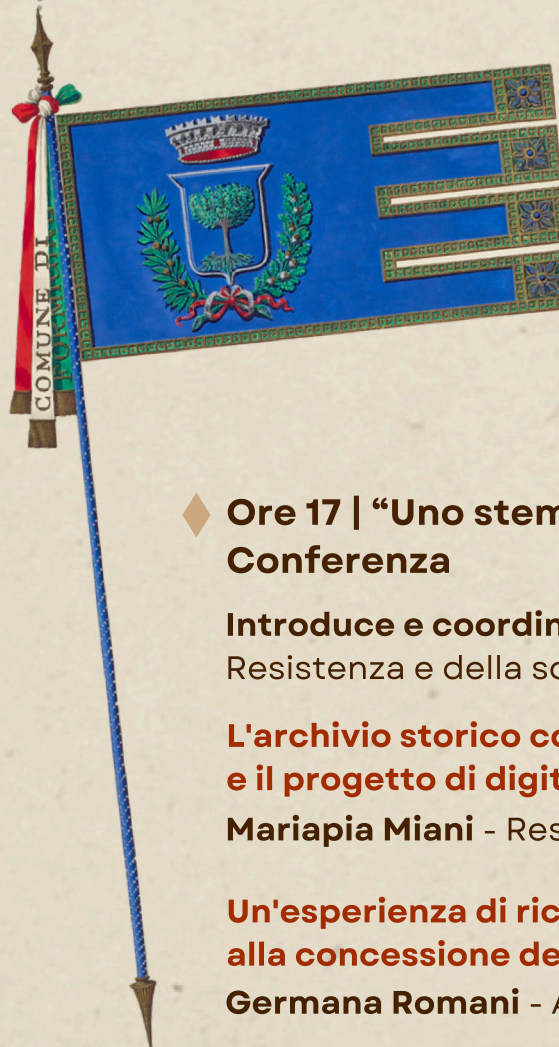 COMUNE DI
Ore 17 | “Uno stem
Conferenza
Introduce e coordin
Resistenza e della so
L'archivio storico co
e il progetto di digit
Mariapia Miani - Res
Un'esperienza di ric
alla concessione de
Germana Romani - A